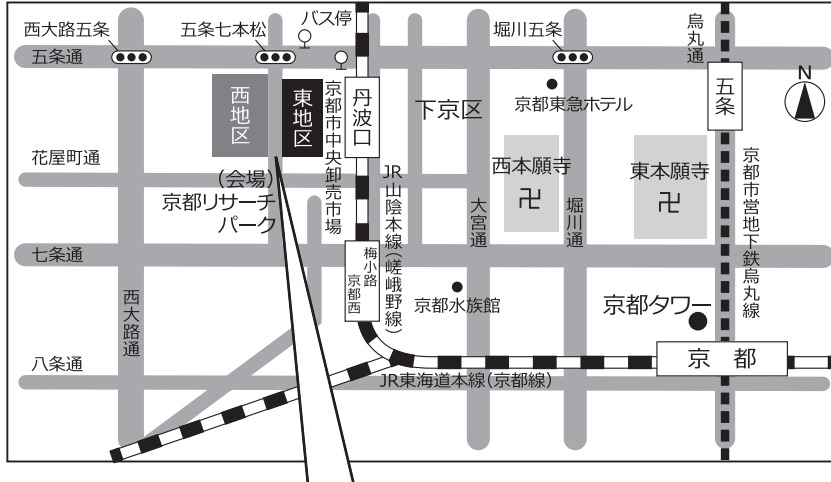 西大路五条
五条七本松
バス停
堀川五条
烏丸通
五条通
N
西地区
東地区
京都市中央卸売市場
丹波口
下京区
京都東急ホテル
五条
花屋町通
(会場)
京都リサーチ
パーク
JR山陰本線(嵯峨野線)
西本願寺
卍
東本願寺
卍
大宮通
堀川通
京都市営地下鉄烏丸線
七条通
梅小路
京都西
西大路通
京都水族館
京都タワー
八条通
京都
JR東海道本線(京都線)